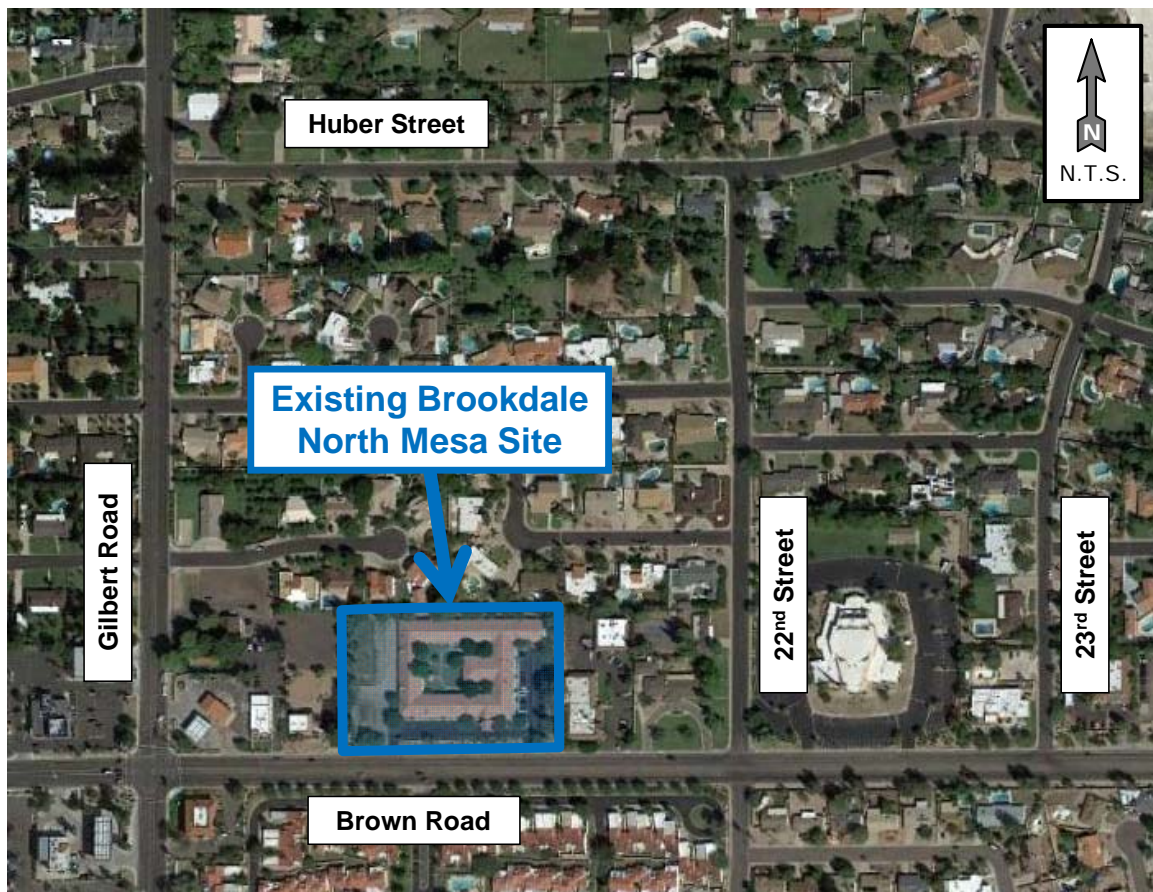 Huber Street
N
N.T.S.
Existing Brookdale
North Mesa Site
Gilbert Road
22nd Street
23rd Street
Brown Road